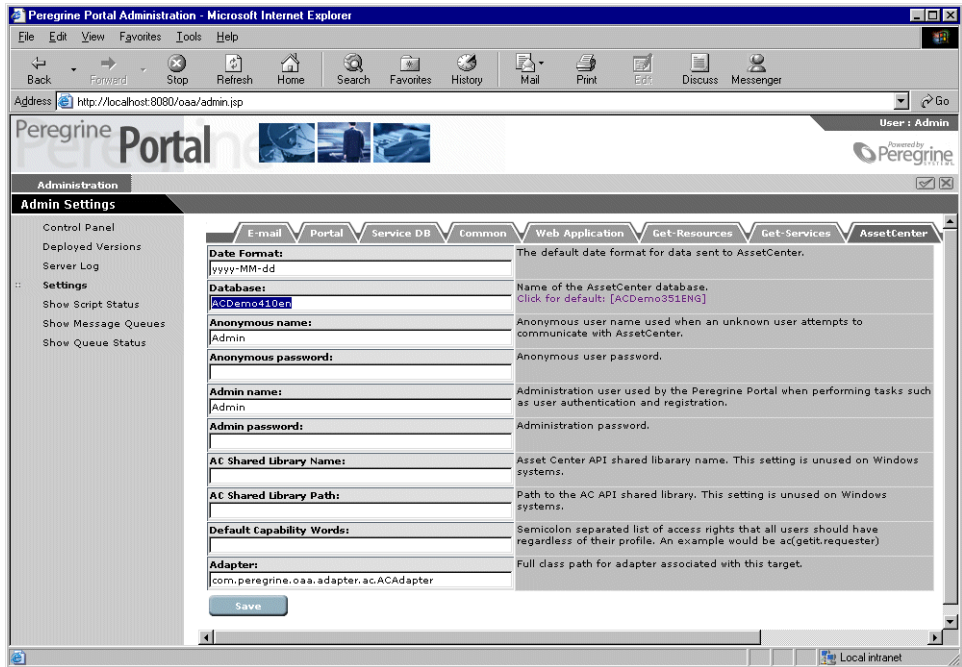 Peregrine Portal Administration - Microsoft Internet Explorer
File Edit View Favorites Tools Help
Back Forward Stop Refresh Home Search Favorites History Mail Print Edit Discuss Messenger
Address http://localhost:8080/oaa/admin.jsp Go
Peregrine Portal
User : Admin
Powered by
Peregrine
SYSTEMS
Administration
Admin Settings
Control Panel
Deployed Versions
Server Log
Settings
Show Script Status
Show Message Queues
Show Queue Status
E-mail Portal Service DB Common Web Application Get-Resources Get-Services AssetCenter
Date Format:
yyyy-MM-dd
The default date format for data sent to AssetCenter.
Database:
ACDemo410en
Name of the AssetCenter database.
Click for default: [ACDemo351ENG]
Anonymous name:
Admin
Anonymous user name used when an unknown user attempts to
communicate with AssetCenter.
Anonymous password:
Anonymous user password.
Admin name:
Admin
Administration user used by the Peregrine Portal when performing tasks such
as user authentication and registration.
Admin password:
Administration password.
AC Shared Library Name:
Asset Center API shared libarary name. This setting is unused on Windows
systems.
AC Shared Library Path:
Path to the AC API shared library. This setting is unused on Windows
systems.
Default Capability Words:
Semicolon separated list of access rights that all users should have
regardless of their profile. An example would be ac(getit.requester)
Adapter:
com.peregrine.oaa.adapter.ac.ACAdapter
Full class path for adapter associated with this target.
Save
Local intranet